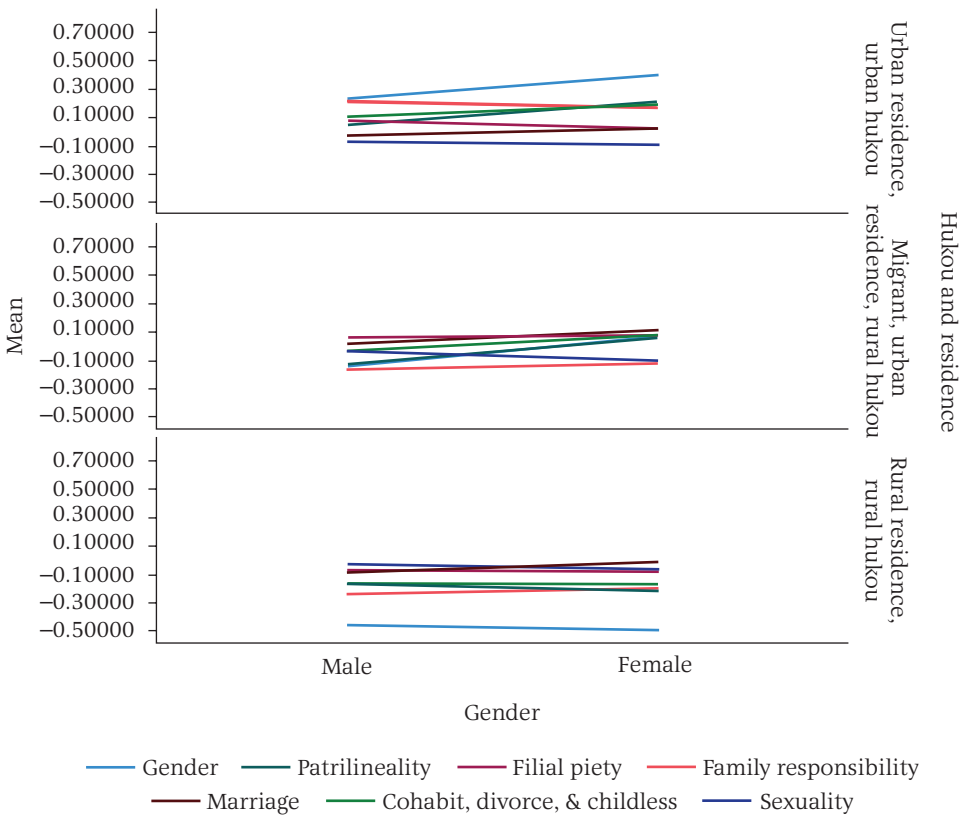 0.70000
0.50000
0.30000
0.10000
−0.10000
−0.30000
−0.50000
Urban residence,
urban hukou
0.70000
0.50000
0.30000
0.10000
−0.10000
−0.30000
−0.50000
Migrant, urban
residence, rural hukou
0.70000
0.50000
0.30000
0.10000
−0.10000
−0.30000
−0.50000
Rural residence,
rural hukou
Mean
Hukou and residence
Male
Female
Gender
Gender
Patrilineality
Filial piety
Family responsibility
Marriage
Cohabit, divorce, & childless
Sexuality